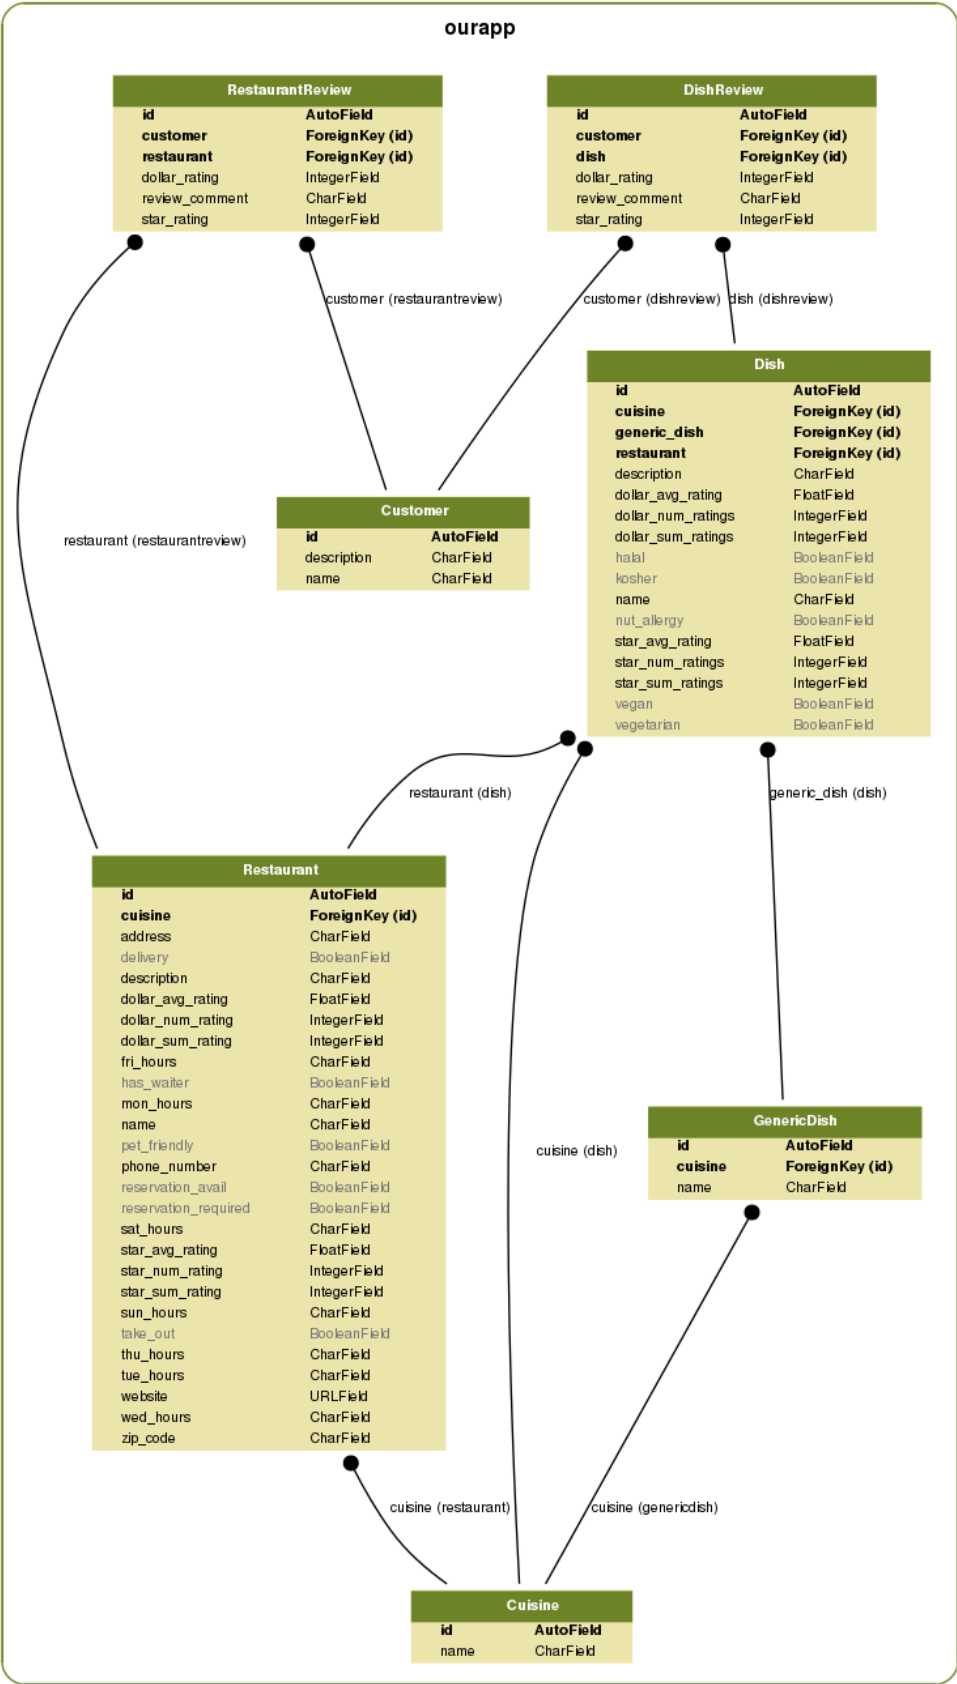 ourapp
RestaurantReview
id AutoField
customer ForeignKey (id)
restaurant ForeignKey (id)
dollar_rating IntegerField
review_comment CharField
star_rating IntegerField
DishReview
id AutoField
customer ForeignKey (id)
dish ForeignKey (id)
dollar_rating IntegerField
review_comment CharField
star_rating IntegerField
customer (restaurantreview)
customer (dishreview)
dish (dishreview)
Dish
id AutoField
cuisine ForeignKey (id)
generic_dish ForeignKey (id)
restaurant ForeignKey (id)
description CharField
dollar_avg_rating FloatField
dollar_num_ratings IntegerField
dollar_sum_ratings IntegerField
halal BooleanField
kosher BooleanField
name CharField
nut_allergy BooleanField
star_avg_rating FloatField
star_num_ratings IntegerField
star_sum_ratings IntegerField
vegan BooleanField
vegetarian BooleanField
Customer
id AutoField
description CharField
name CharField
restaurant (restaurantreview)
restaurant (dish)
generic_dish (dish)
Restaurant
id AutoField
cuisine ForeignKey (id)
address CharField
delivery BooleanField
description CharField
dollar_avg_rating FloatField
dollar_num_rating IntegerField
dollar_sum_rating IntegerField
fri_hours CharField
has_waiter BooleanField
mon_hours CharField
name CharField
pet_friendly BooleanField
phone_number CharField
reservation_avail BooleanField
reservation_required BooleanField
sat_hours CharField
star_avg_rating FloatField
star_num_rating IntegerField
star_sum_rating IntegerField
sun_hours CharField
take_out BooleanField
thu_hours CharField
tue_hours CharField
website URLField
wed_hours CharField
zip_code CharField
cuisine (dish)
GenericDish
id AutoField
cuisine ForeignKey (id)
name CharField
cuisine (restaurant)
cuisine (genericdish)
Cuisine
id AutoField
name CharField